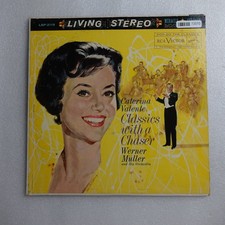 LIVING STEREO
RCA VICTOR
Caterina
Valente
Classics
with a
Chaser
Werner
Müller
and His Orchestra